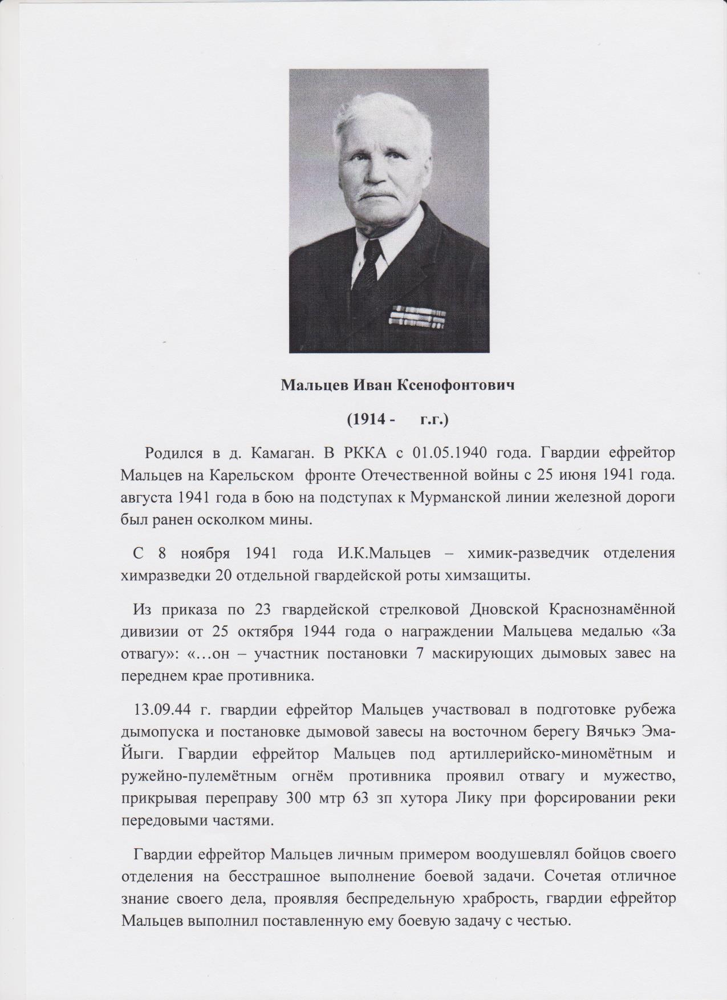 Мальцев Иван Ксенофонтович
(1914 - г.г.)
Родился в д. Камаган. В РККА с 01.05.1940 года. Гвардии ефрейтор
Мальцев на Карельском фронте Отечественной войны с 25 июня 1941 года.
августа 1941 года в бою на подступах к Мурманской линии железной дороги
был ранен осколком мины.
С 8 ноября 1941 года И.К.Мальцев – химик-разведчик отделения
химразведки 20 отдельной гвардейской роты химзащиты.
Из приказа по 23 гвардейской стрелковой Дновской Краснознамённой
дивизии от 25 октября 1944 года о награждении Мальцева медалью «За
отвагу»: «…он – участник постановки 7 маскирующих дымовых завес на
переднем крае противника.
13.09.44 г. гвардии ефрейтор Мальцев участвовал в подготовке рубежа
дымопуска и постановке дымовой завесы на восточном берегу Вячькэ Эма-
Йыги. Гвардии ефрейтор Мальцев под артиллерийско-миномётным и
ружейно-пулемётным огнём противника проявил отвагу и мужество,
прикрывая переправу 300 мтр 63 зп хутора Лику при форсировании реки
передовыми частями.
Гвардии ефрейтор Мальцев личным примером воодушевлял бойцов своего
отделения на бесстрашное выполнение боевой задачи. Сочетая отличное
знание своего дела, проявляя беспредельную храбрость, гвардии ефрейтор
Мальцев выполнил поставленную ему боевую задачу с честью.